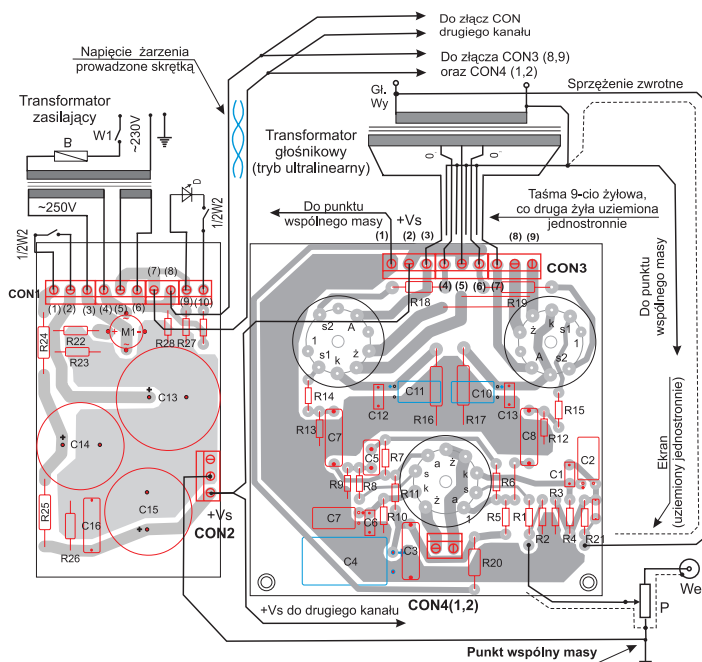 Do złącz CON
drugiego kanału
Napięcie żarzenia
prowadzone skrętką
Do złącza CON3 (8,9)
oraz CON4 (1,2)
Sprzężenie zwrotne
Transformator
zasilający
W1
~230V
B
Gł.
Wy
Transformator
głośnikowy
(tryb ultralinearny)
~250V
D
1/2W2
1/2W2
Do punktu
wspólnego masy
+Vs
Taśma 9-cio żyłowa,
co druga żyła uziemiona
jednostronnie
(1) (2) (3) (8) (9)
(4) (5) (6) (7)
CON3
CON1
(7) (8)
(1) (2) (3) (4) (5) (6) (9) (10)
Do punktu
wspólnego masy
R18
R19
R24
R22
R23
M1
R28
R27
s2 A
1
s1 k ż ż
ż k s1
ż 1
A s2
C13
C14
C15
R25
R26
C16
CON2
+Vs
R14
R13
C12
C11
R16
R17
C10
C13
R15
R12
C7
C8
C5
R7
R9
R8
R11
a ż
s s
k k
ż a 1
R6
C1
C2
C7
C6
R10
R5
R1
R2
R3
R4
R21
C4
C3
R20
CON4(1,2)
Ekran
(uziemiony jednostronnie)
+Vs do drugiego kanału
P
We
Punkt wspólny masy